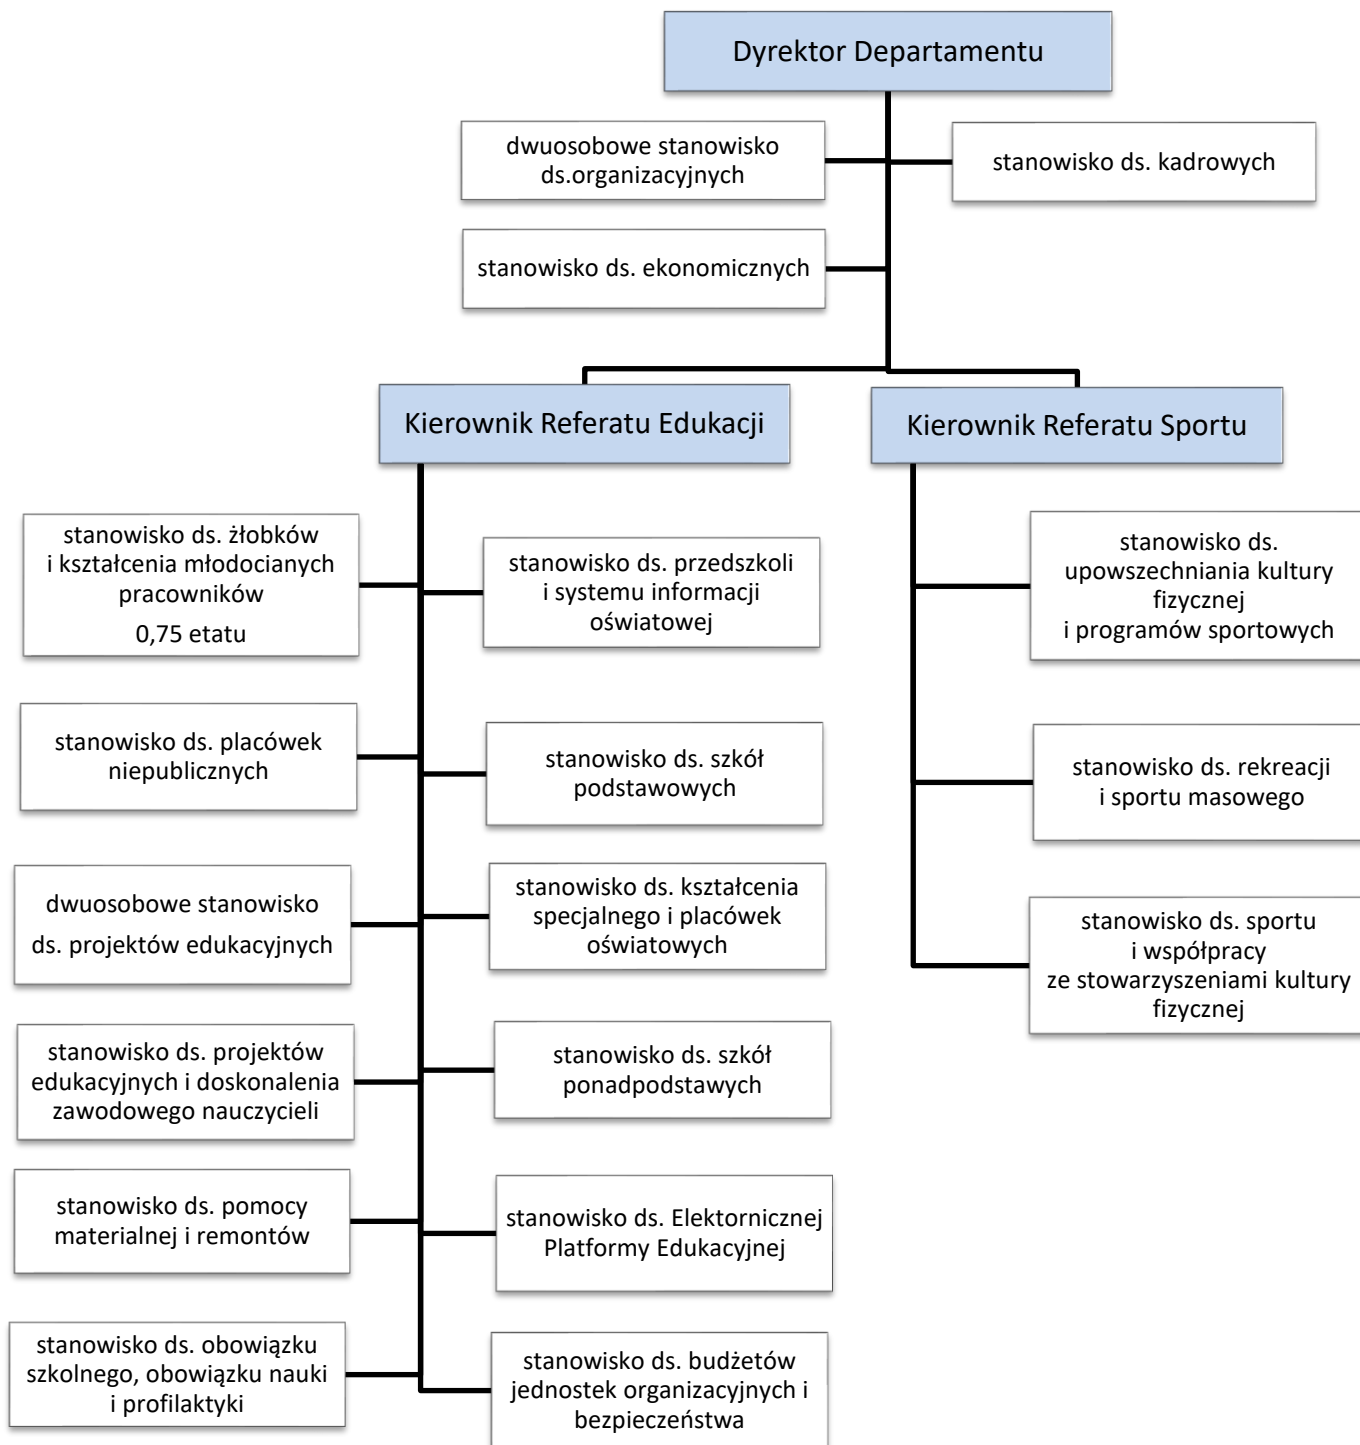 Dyrektor Departamentu
dwuosobowe stanowisko
ds.organizacyjnych
stanowisko ds. kadrowych
stanowisko ds. ekonomicznych
Kierownik Referatu Edukacji
Kierownik Referatu Sportu
stanowisko ds. żłobków
i kształcenia młodocianych
pracowników
0,75 etatu
stanowisko ds. przedszkoli
i systemu informacji
oświatowej
stanowisko ds.
upowszechniania kultury
fizycznej
i programów sportowych
stanowisko ds. placówek
niepublicznych
stanowisko ds. szkół
podstawowych
stanowisko ds. rekreacji
i sportu masowego
dwuosobowe stanowisko
ds. projektów edukacyjnych
stanowisko ds. kształcenia
specjalnego i placówek
oświatowych
stanowisko ds. sportu
i współpracy
ze stowarzyszeniami kultury
fizycznej
stanowisko ds. projektów
edukacyjnych i doskonalenia
zawodowego nauczycieli
stanowisko ds. szkół
ponadpodstawych
stanowisko ds. pomocy
materialnej i remontów
stanowisko ds. Elektornicznej
Platformy Edukacyjnej
stanowisko ds. obowiązku
szkolnego, obowiązku nauki
i profilaktyki
stanowisko ds. budżetów
jednostek organizacyjnych i
bezpieczeństwa